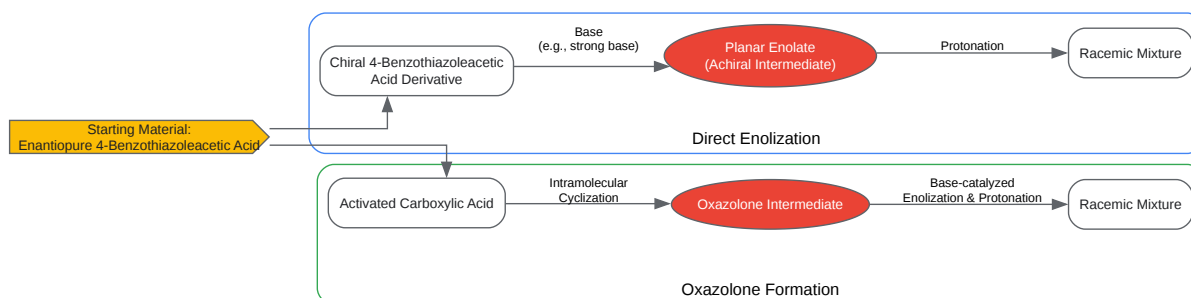 Starting Material:
Enantiopure 4-Benzothiazoleacetic Acid
Chiral 4-Benzothiazoleacetic
Acid Derivative
Base
(e.g., strong base)
Planar Enolate
(Achiral Intermediate)
Protonation
Racemic Mixture
Direct Enolization
Activated Carboxylic Acid
Intramolecular
Cyclization
Oxazolone Intermediate
Base-catalyzed
Enolization & Protonation
Racemic Mixture
Oxazolone Formation